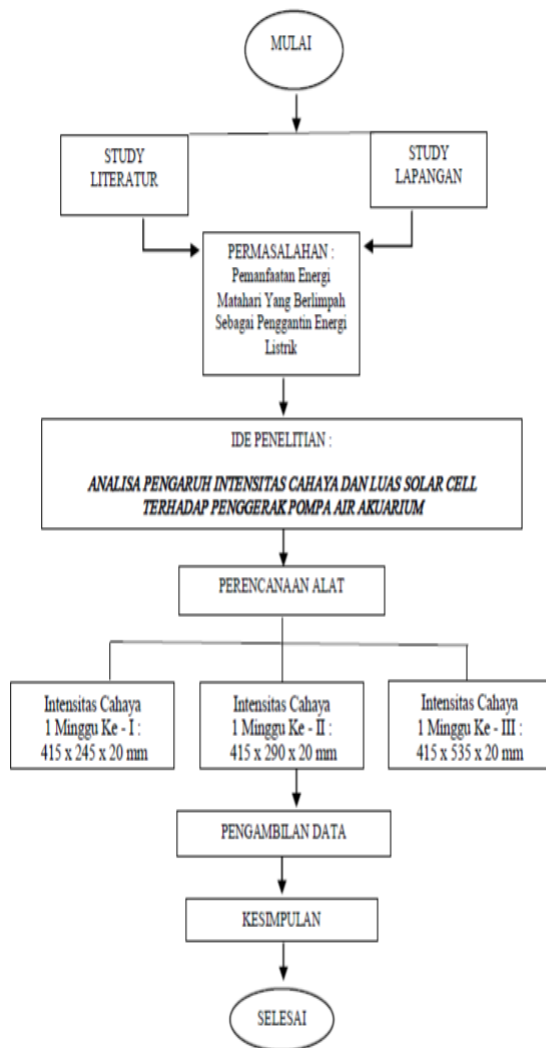 MULAI
STUDY
LITERATUR
STUDY
LAPANGAN
PERMASALAHAN :
Pemanfaatan Energi
Matahari Yang Berlimpah
Sebagai Penggantin Energi
Listrik
IDE PENELITIAN :
ANALISA PENGARUH INTENSITAS CAHAYA DAN LUAS SOLAR CELL
TERHADAP PENGGERAK POMPA AIR AKUARIUM
PERENCANAAN ALAT
Intensitas Cahaya
1 Minggu Ke - I :
415 x 245 x 20 mm
Intensitas Cahaya
1 Minggu Ke - II :
415 x 290 x 20 mm
Intensitas Cahaya
1 Minggu Ke - III :
415 x 535 x 20 mm
PENGAMBILAN DATA
KESIMPULAN
SELESAI